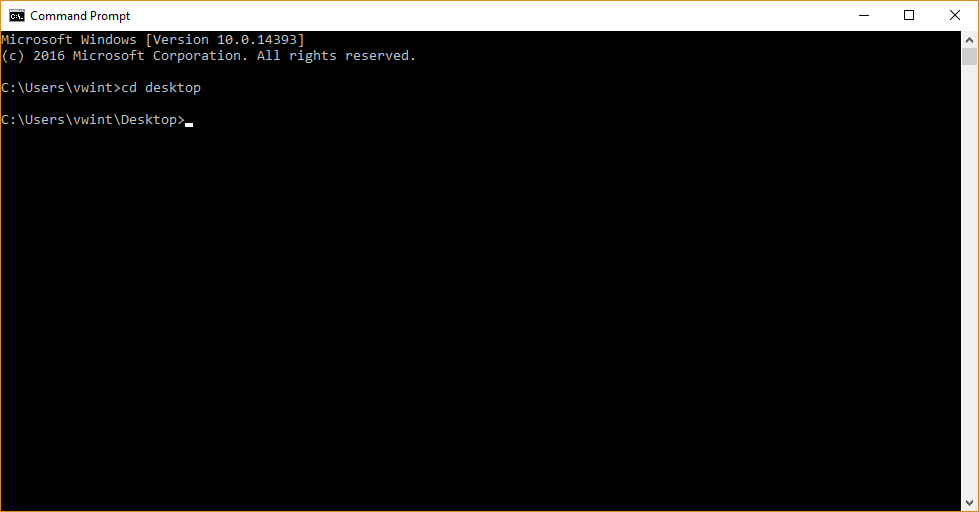 Command Prompt
Microsoft Windows [Version 10.0.14393]
(c) 2016 Microsoft Corporation. All rights reserved.
C:\Users\vwint>cd desktop
C:\Users\vwint\Desktop>